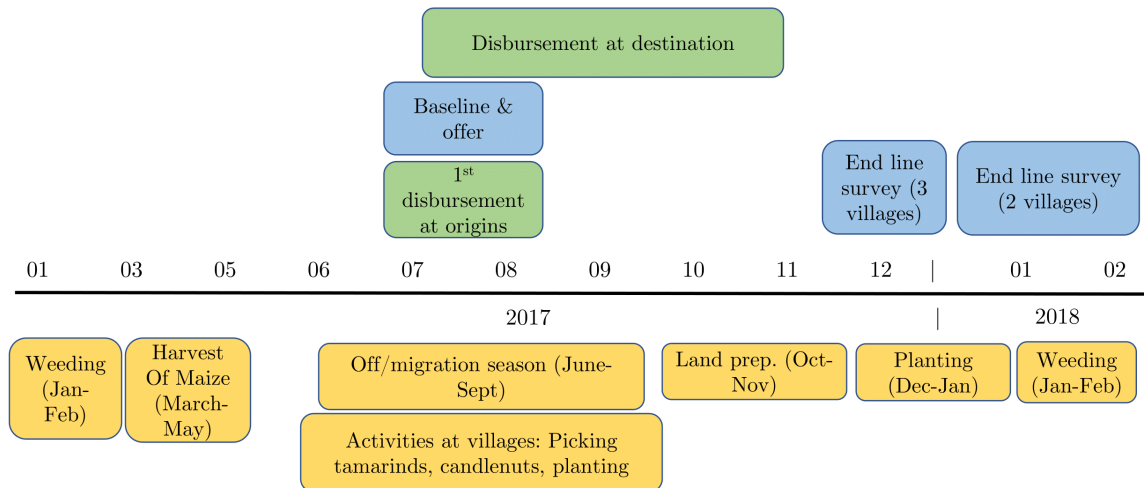 Disbursement at destination
Baseline &
offer
1st
disbursement
at origins
End line
survey (3
villages)
End line survey
(2 villages)
01 03 05 06 07 08 09 10 11 12 | 01 02
2017 | 2018
Weeding
(Jan-
Feb)
Harvest
Of Maize
(March-
May)
Off/migration season (June-
Sept)
Land prep. (Oct-
Nov)
Planting
(Dec-Jan)
Weeding
(Jan-Feb)
Activities at villages: Picking
tamarinds, candlenuts, planting